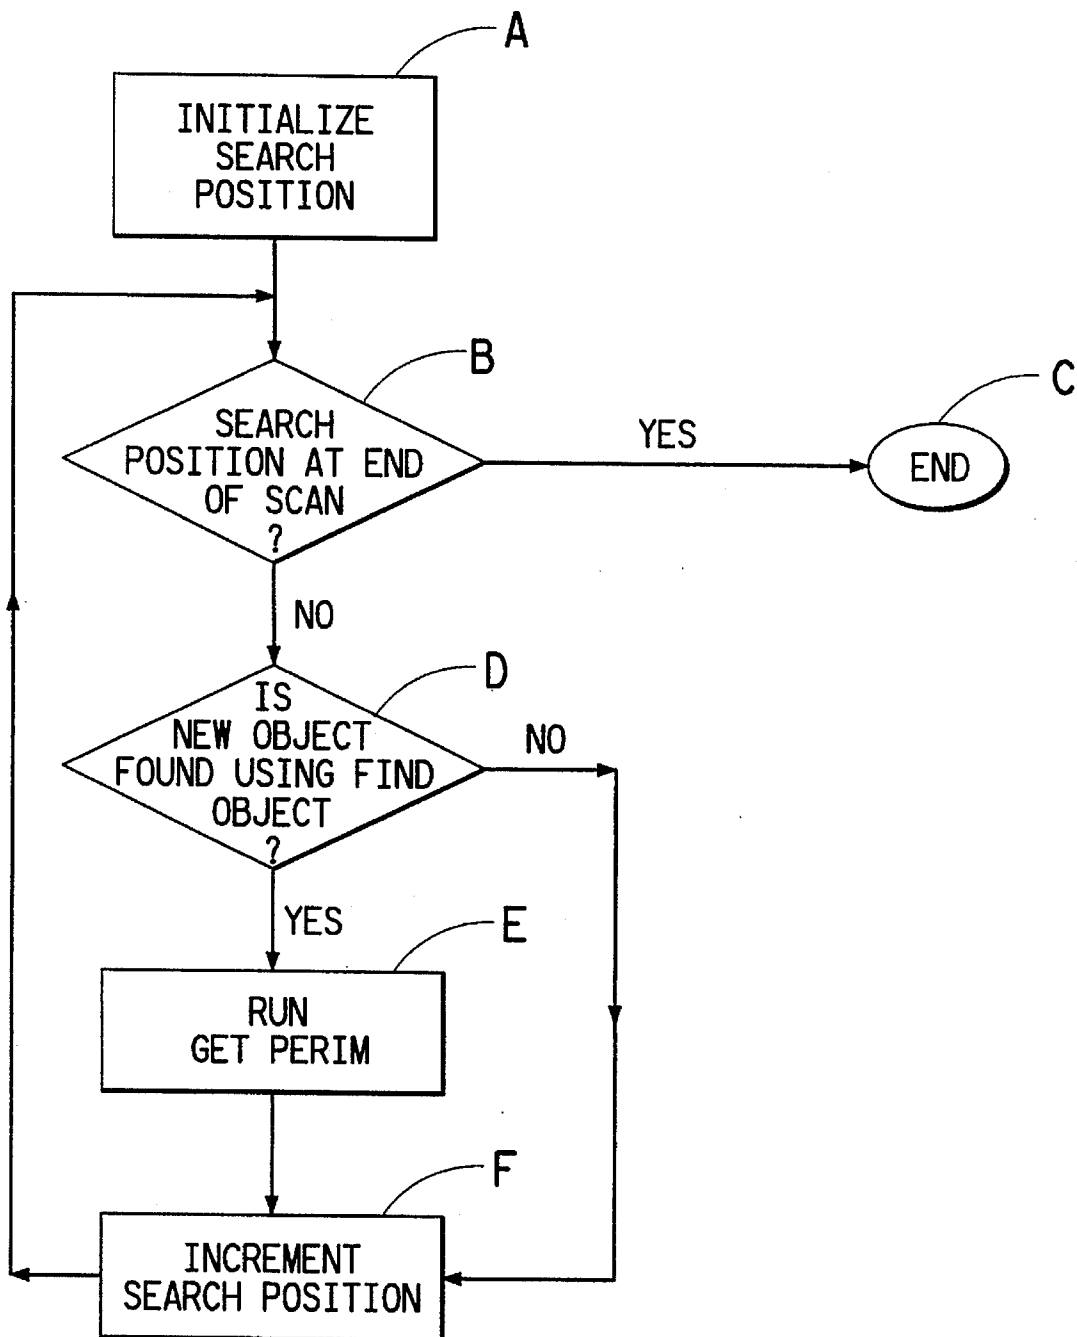 A
INITIALIZE
SEARCH
POSITION
B
SEARCH
POSITION AT END
OF SCAN
?
YES
C
END
NO
D
IS
NEW OBJECT
FOUND USING FIND
OBJECT
?
NO
YES
E
RUN
GET PERIM
F
INCREMENT
SEARCH POSITION